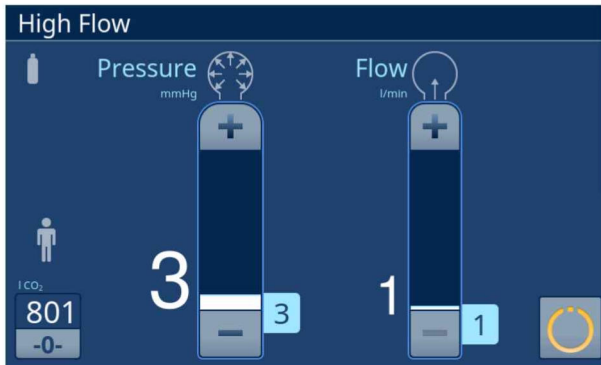 High Flow
Pressure
mmHg
Flow
l/min
+
+
3
3
−
1
1
−
l CO₂
801
-0-